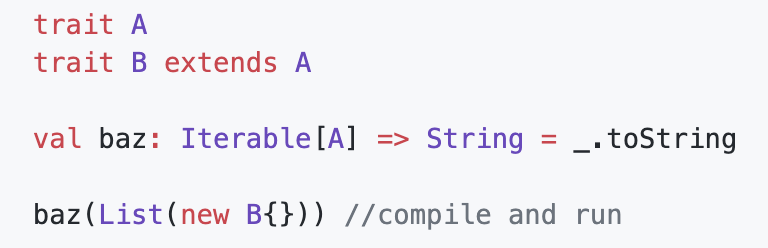 trait A
trait B extends A
val baz: Iterable[A] => String = _.toString
baz(List(new B{})) //compile and run